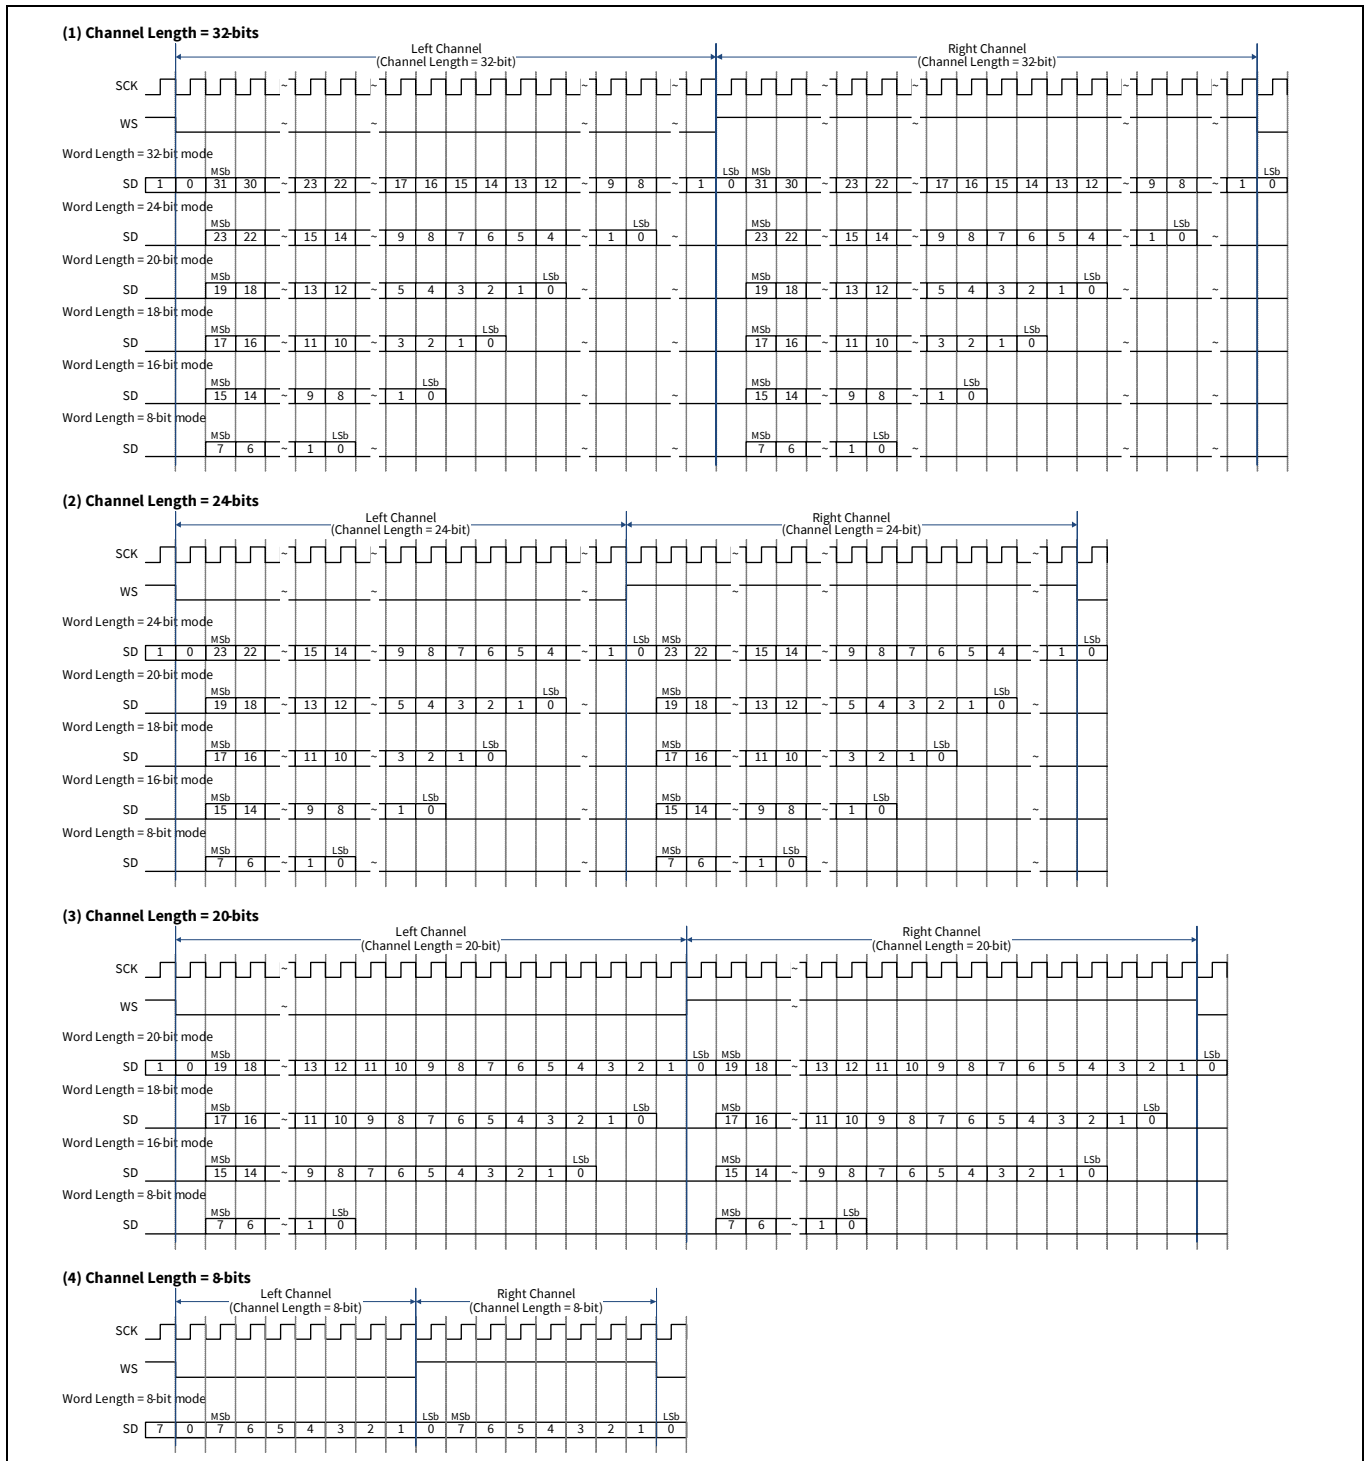 (1) Channel Length = 32-bits
Left Channel Right Channel
(Channel Length = 32-bit) (Channel Length = 32-bit)
SCK ~ ~ ~ ~ ~ ~ ~ ~
WS ~ ~ ~ ~ ~ ~ ~ ~
Word Length = 32-bit mode
MSb LSb MSb LSb
SD 1 0 31 30 ~ 23 22 ~ 17 16 15 14 13 12 ~ 9 8 ~ 1 0 31 30 ~ 23 22 ~ 17 16 15 14 13 12 ~ 9 8 ~ 1 0
Word Length = 24-bit mode
MSb LSb MSb LSb
SD 23 22 ~ 15 14 ~ 9 8 7 6 5 4 ~ 1 0 ~ 23 22 ~ 15 14 ~ 9 8 7 6 5 4 ~ 1 0 ~
Word Length = 20-bit mode
MSb LSb MSb LSb
SD 19 18 ~ 13 12 ~ 5 4 3 2 1 0 ~ ~ 19 18 ~ 13 12 ~ 5 4 3 2 1 0 ~ ~
Word Length = 18-bit mode
MSb LSb MSb LSb
SD 17 16 ~ 11 10 ~ 3 2 1 0 ~ ~ 17 16 ~ 11 10 ~ 3 2 1 0 ~ ~
Word Length = 16-bit mode
MSb LSb MSb LSb
SD 15 14 ~ 9 8 ~ 1 0 ~ ~ 15 14 ~ 9 8 ~ 1 0 ~ ~
Word Length = 8-bit mode
MSb LSb MSb LSb
SD 7 6 ~ 1 0 ~ ~ ~ 7 6 ~ 1 0 ~ ~ ~
(2) Channel Length = 24-bits
Left Channel Right Channel
(Channel Length = 24-bit) (Channel Length = 24-bit)
SCK ~ ~ ~ ~ ~ ~
WS ~ ~ ~ ~ ~ ~
Word Length = 24-bit mode
MSb LSb MSb LSb
SD 1 0 23 22 ~ 15 14 ~ 9 8 7 6 5 4 ~ 1 0 23 22 ~ 15 14 ~ 9 8 7 6 5 4 ~ 1 0
Word Length = 20-bit mode
MSb LSb MSb LSb
SD 19 18 ~ 13 12 ~ 5 4 3 2 1 0 ~ 19 18 ~ 13 12 ~ 5 4 3 2 1 0 ~
Word Length = 18-bit mode
MSb LSb MSb LSb
SD 17 16 ~ 11 10 ~ 3 2 1 0 ~ 17 16 ~ 11 10 ~ 3 2 1 0 ~
Word Length = 16-bit mode
MSb LSb MSb LSb
SD 15 14 ~ 9 8 ~ 1 0 ~ 15 14 ~ 9 8 ~ 1 0 ~
Word Length = 8-bit mode
MSb LSb MSb LSb
SD 7 6 ~ 1 0 ~ ~ 7 6 ~ 1 0 ~ ~
(3) Channel Length = 20-bits
Left Channel Right Channel
(Channel Length = 20-bit) (Channel Length = 20-bit)
SCK ~ ~
WS ~ ~
Word Length = 20-bit mode
MSb LSb MSb LSb
SD 1 0 19 18 ~ 13 12 11 10 9 8 7 6 5 4 3 2 1 0 19 18 ~ 13 12 11 10 9 8 7 6 5 4 3 2 1 0
Word Length = 18-bit mode
MSb LSb MSb LSb
SD 17 16 ~ 11 10 9 8 7 6 5 4 3 2 1 0 17 16 ~ 11 10 9 8 7 6 5 4 3 2 1 0
Word Length = 16-bit mode
MSb LSb MSb LSb
SD 15 14 ~ 9 8 7 6 5 4 3 2 1 0 15 14 ~ 9 8 7 6 5 4 3 2 1 0
Word Length = 8-bit mode
MSb LSb MSb LSb
SD 7 6 ~ 1 0 7 6 ~ 1 0
(4) Channel Length = 8-bits
Left Channel Right Channel
(Channel Length = 8-bit) (Channel Length = 8-bit)
SCK
WS
Word Length = 8-bit mode
MSb LSb MSb LSb
SD 7 0 7 6 5 4 3 2 1 0 7 6 5 4 3 2 1 0